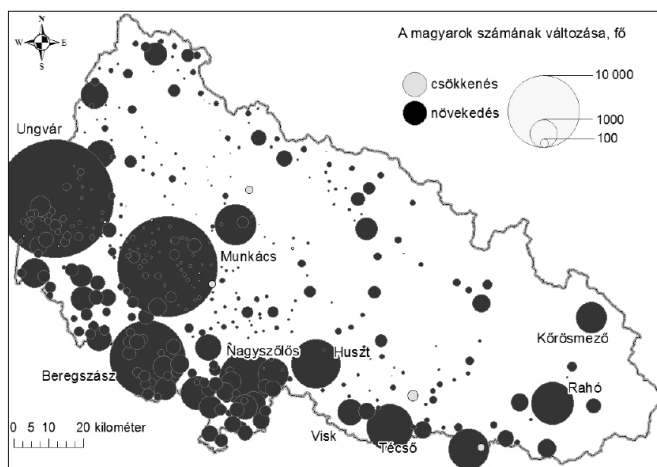 N
W E
S
A magyarok számának változása, fő
csökkenés
növekedés
10 000
1000
100
Ungvár
Munkács
Kőrösmező
Nagyszőlős
Huszt
Beregszász
Rahó
Visk
Técső
0 5 10 20 kilométer